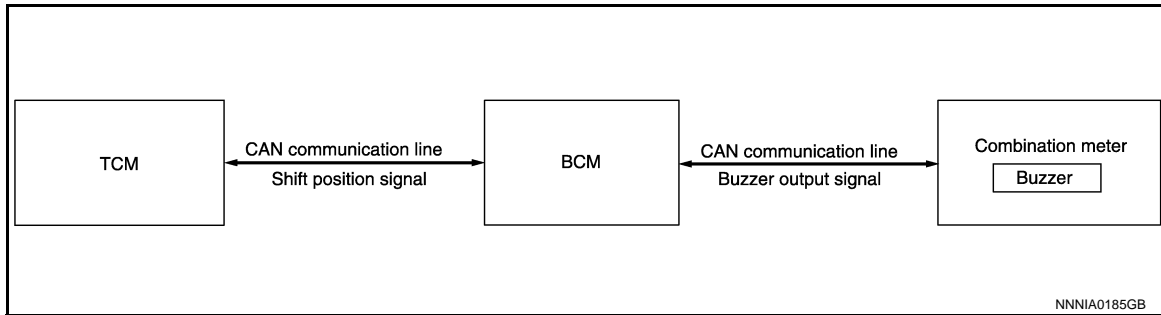 TCM
CAN communication line
Shift position signal
BCM
CAN communication line
Buzzer output signal
Combination meter
Buzzer
NNNIA0185GB